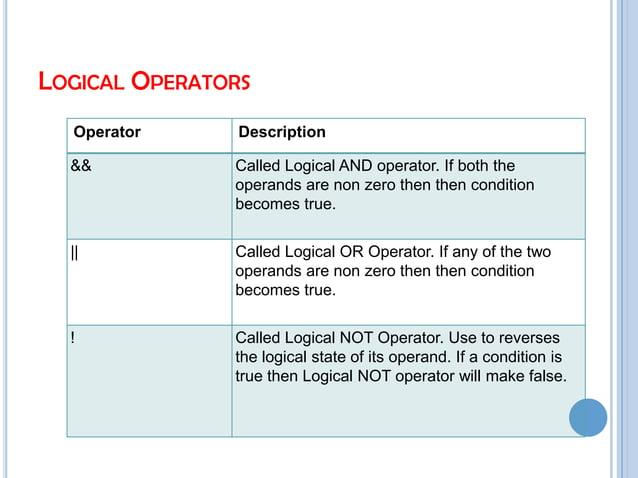 LOGICAL OPERATORS
Operator Description
&& Called Logical AND operator. If both the
operands are non zero then then condition
becomes true.
|| Called Logical OR Operator. If any of the two
operands are non zero then then condition
becomes true.
! Called Logical NOT Operator. Use to reverses
the logical state of its operand. If a condition is
true then Logical NOT operator will make false.